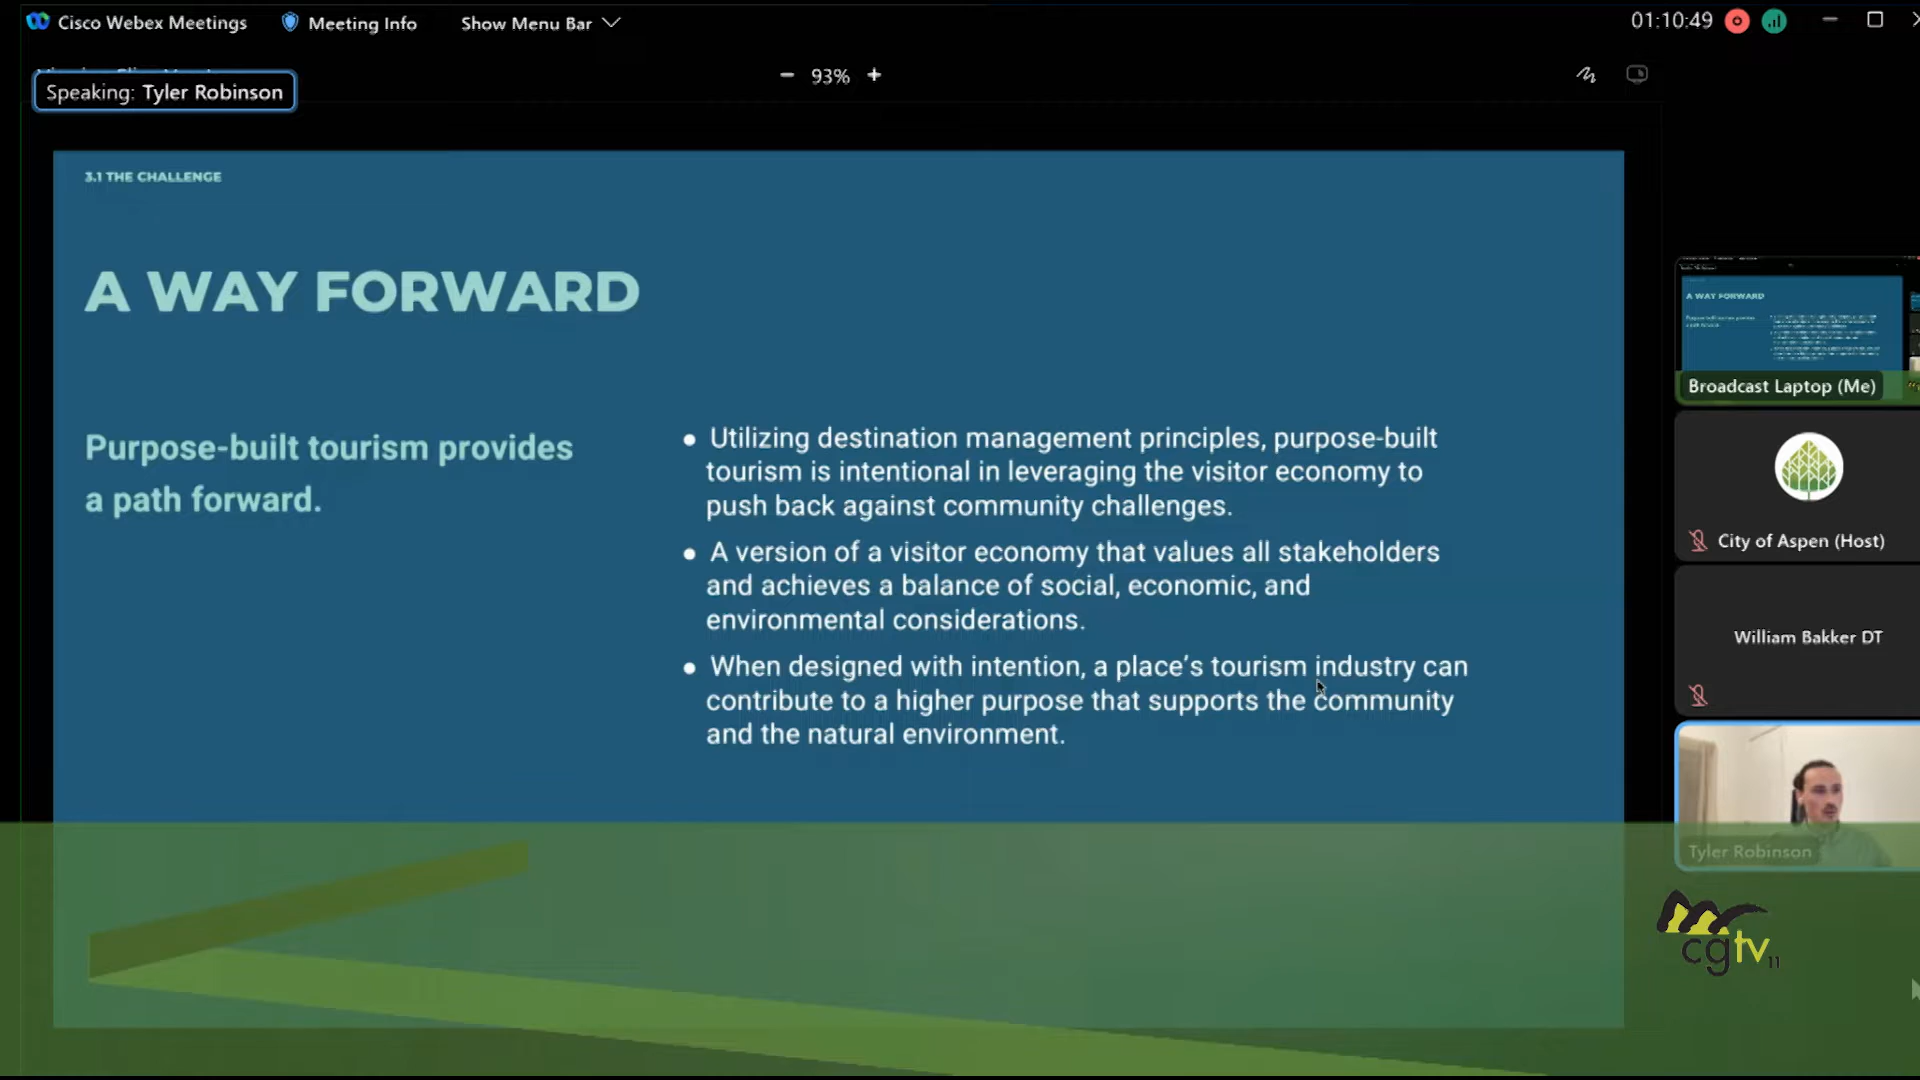 Cisco Webex Meetings
Meeting Info
Show Menu Bar
01:10:49
Speaking: Tyler Robinson
93%
3.1 THE CHALLENGE
A WAY FORWARD
Purpose-built tourism provides
a path forward.
● Utilizing destination management principles, purpose-built
tourism is intentional in leveraging the visitor economy to
push back against community challenges.
● A version of a visitor economy that values all stakeholders
and achieves a balance of social, economic, and
environmental considerations.
● When designed with intention, a place's tourism industry can
contribute to a higher purpose that supports the community
and the natural environment.
A WAY FORWARD
Broadcast Laptop (Me)
City of Aspen (Host)
William Bakker DT
Tyler Robinson
cgtv11